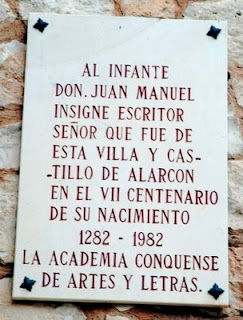 AL INFANTE
DON. JUAN MANUEL
INSIGNE ESCRITOR
SEÑOR QUE FUE DE
ESTA VILLA Y CAS-
-TILLO DE ALARCON
EN EL VII CENTENARIO
DE SU NACIMIENTO
1282 - 1982
LA ACADEMIA CONQUENSE
DE ARTES Y LETRAS.